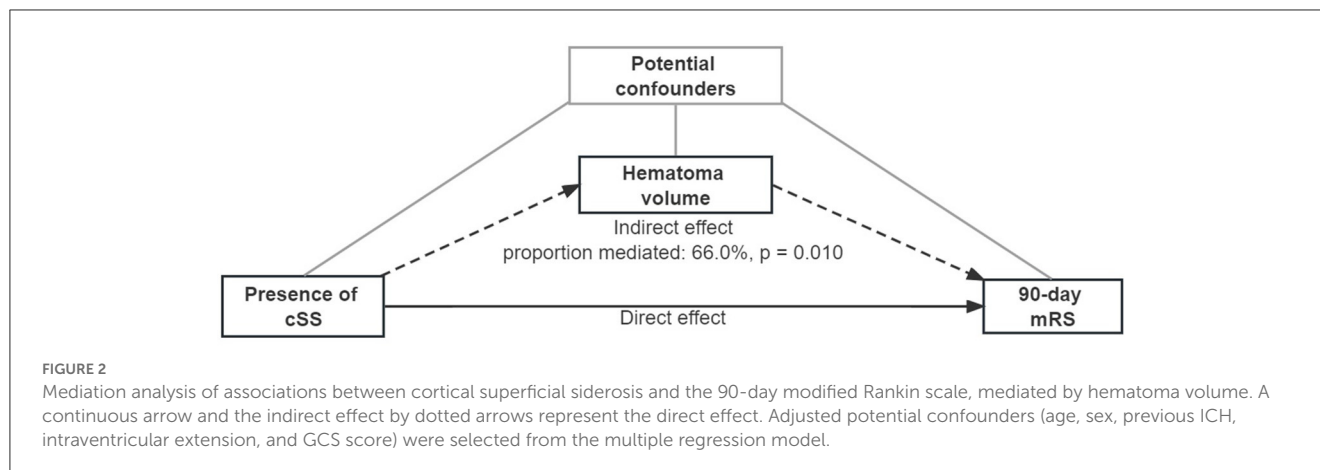 Potential
confounders
Hematoma
volume
Indirect effect
proportion mediated: 66.0%, p = 0.010
Presence of
cSS
Direct effect
90-day
mRS
FIGURE 2
Mediation analysis of associations between cortical superficial siderosis and the 90-day modified Rankin scale, mediated by hematoma volume. A
continuous arrow and the indirect effect by dotted arrows represent the direct effect. Adjusted potential confounders (age, sex, previous ICH,
intraventricular extension, and GCS score) were selected from the multiple regression model.